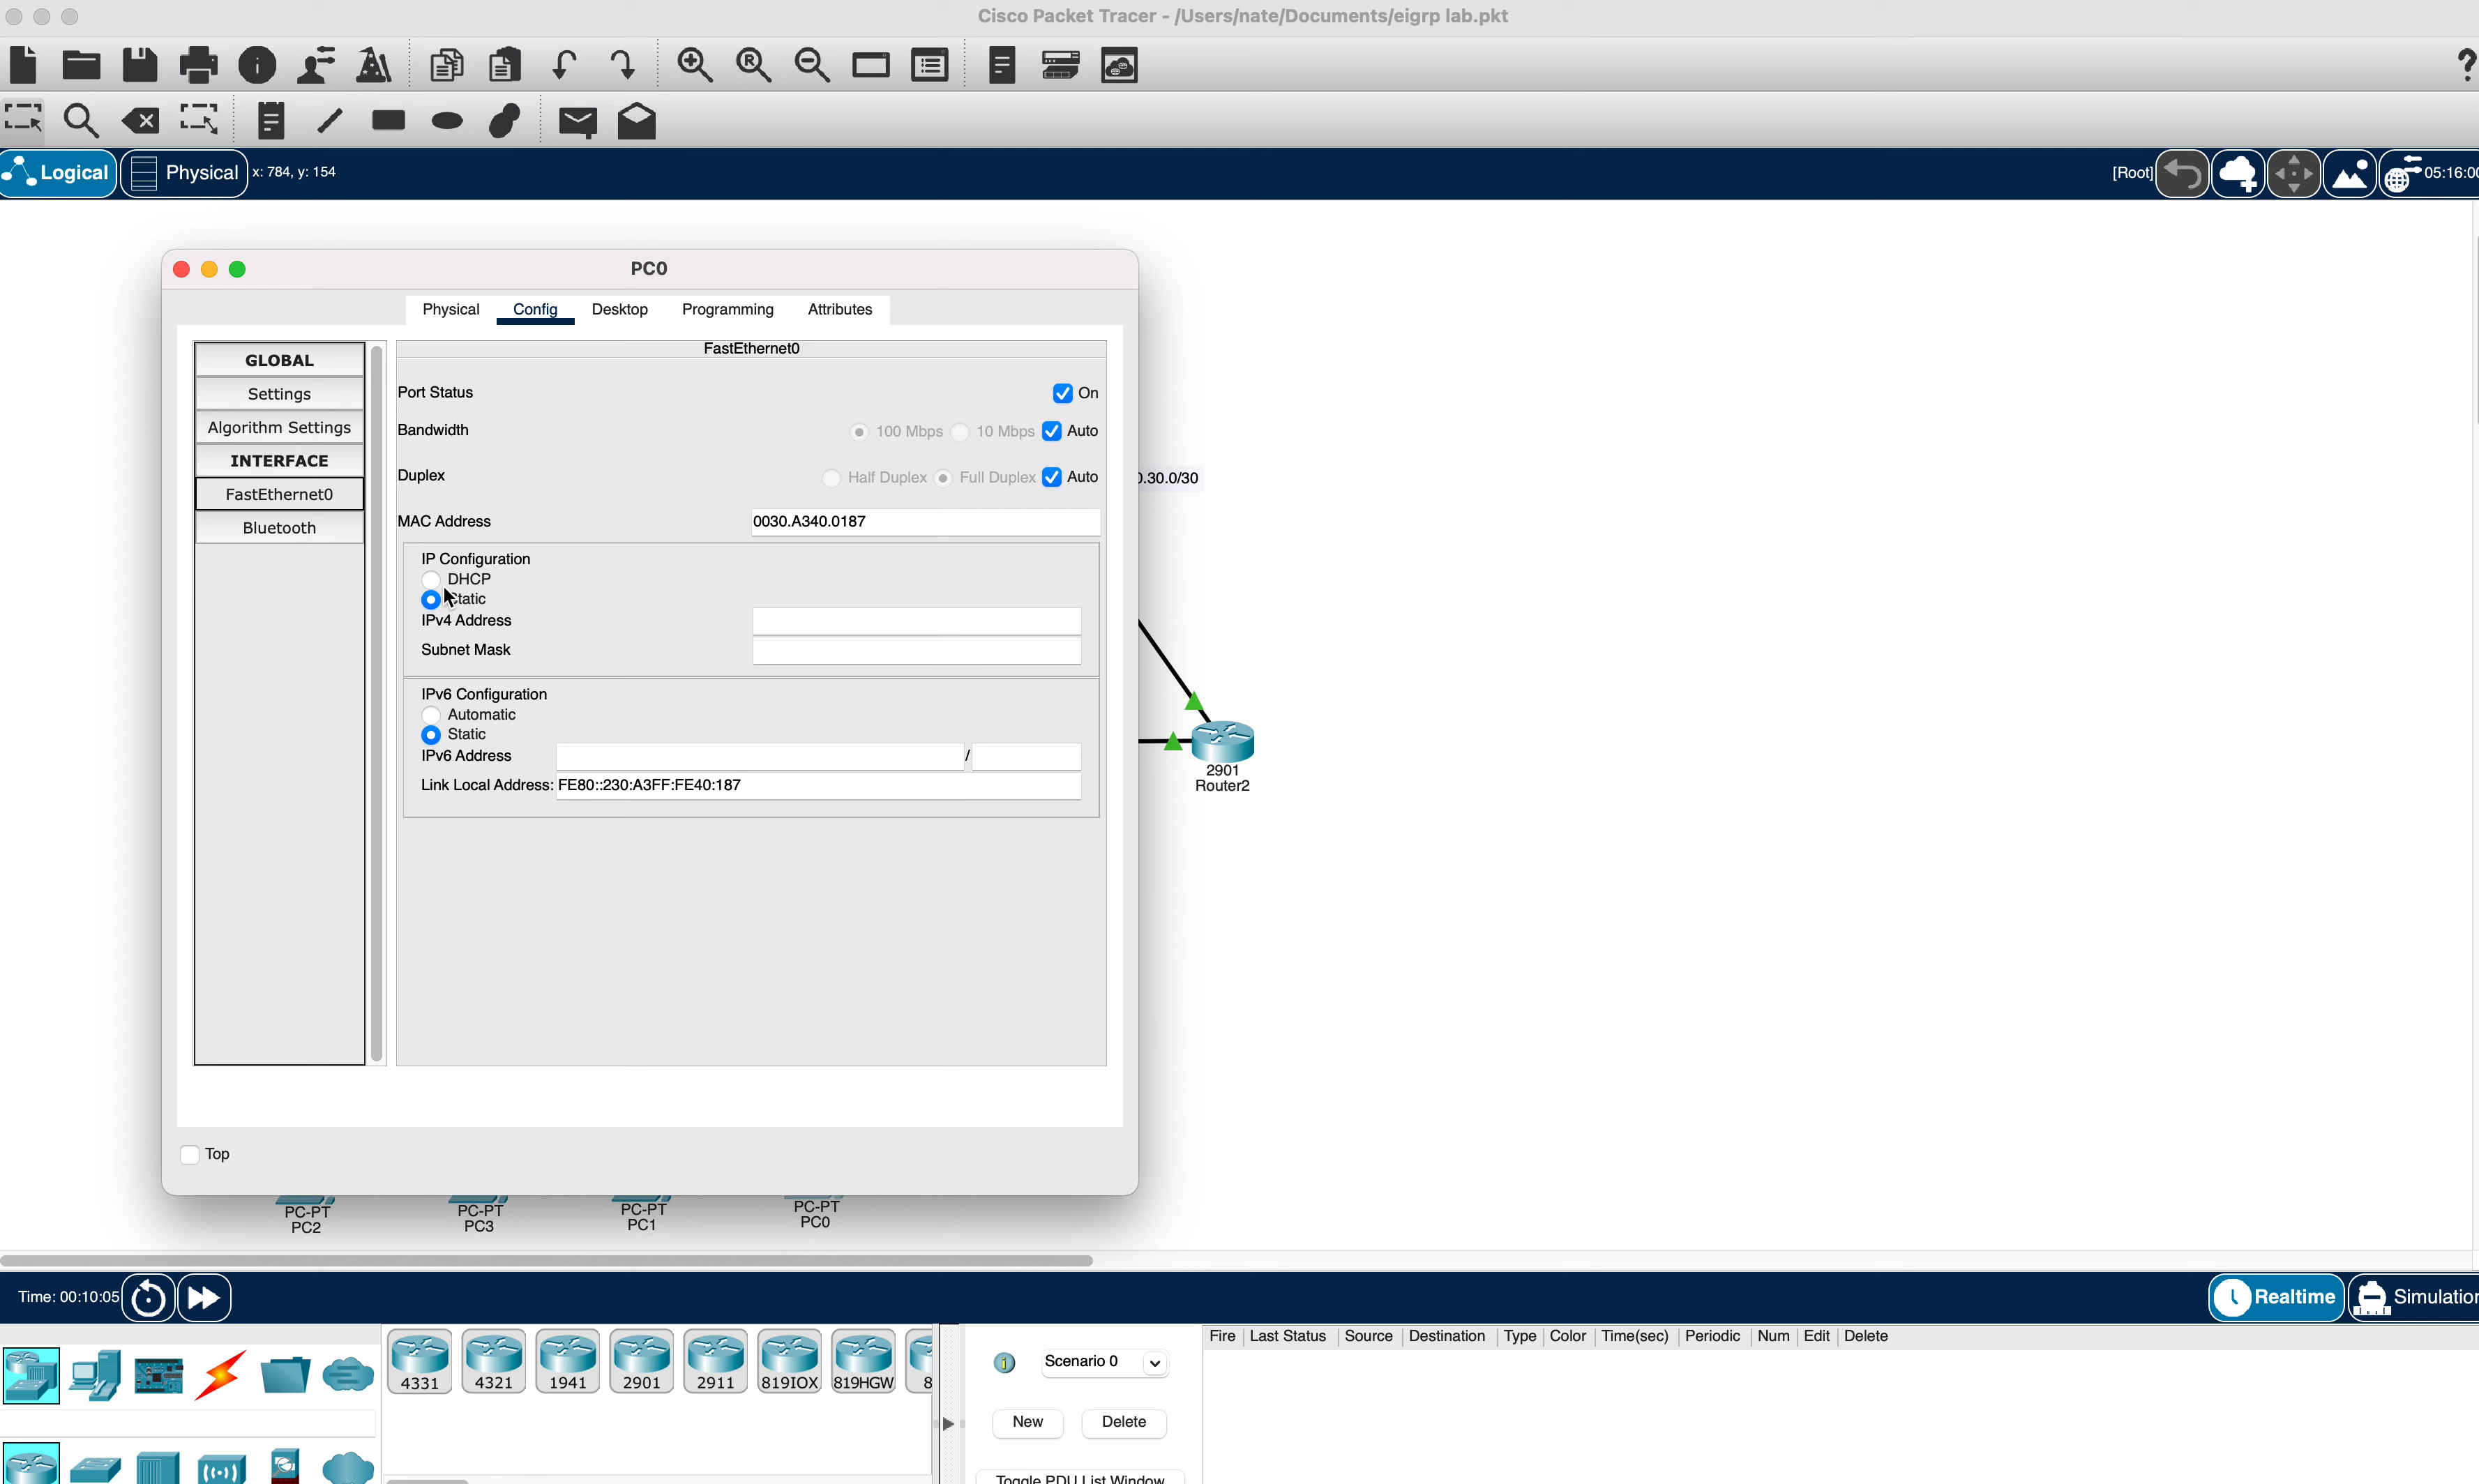 Cisco Packet Tracer - /Users/nate/Documents/eigrp lab.pkt
Logical
Physical
x: 784, y: 154
[Root]
05:16:00
PC0
Physical Config Desktop Programming Attributes
GLOBAL
Settings
Algorithm Settings
INTERFACE
FastEthernet0
Bluetooth
FastEthernet0
Port Status
On
Bandwidth
100 Mbps 10 Mbps Auto
Duplex
Half Duplex Full Duplex Auto
MAC Address
0030.A340.0187
IP Configuration
DHCP
Static
IPv4 Address
Subnet Mask
IPv6 Configuration
Automatic
Static
IPv6 Address
/
Link Local Address: FE80::230:A3FF:FE40:187
Top
0.30.0/30
2901
Router2
PC-PT
PC2
PC-PT
PC3
PC-PT
PC1
PC-PT
PC0
Time: 00:10:05
Realtime
Simulation
4331
4321
1941
2901
2911
819IOX
819HGW
8
Scenario 0
New
Delete
Toggle PDU List Window
Fire Last Status Source Destination Type Color Time(sec) Periodic Num Edit Delete